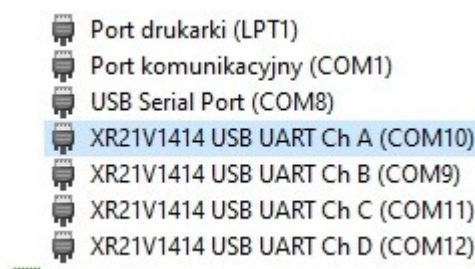 Port drukarki (LPT1)
Port komunikacyjny (COM1)
USB Serial Port (COM8)
XR21V1414 USB UART Ch A (COM10)
XR21V1414 USB UART Ch B (COM9)
XR21V1414 USB UART Ch C (COM11)
XR21V1414 USB UART Ch D (COM12)